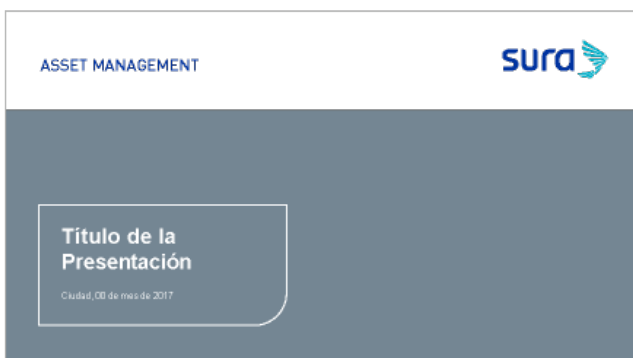 ASSET MANAGEMENT
sura
Título de la
Presentación
Ciudad, 00 de mes de 2017